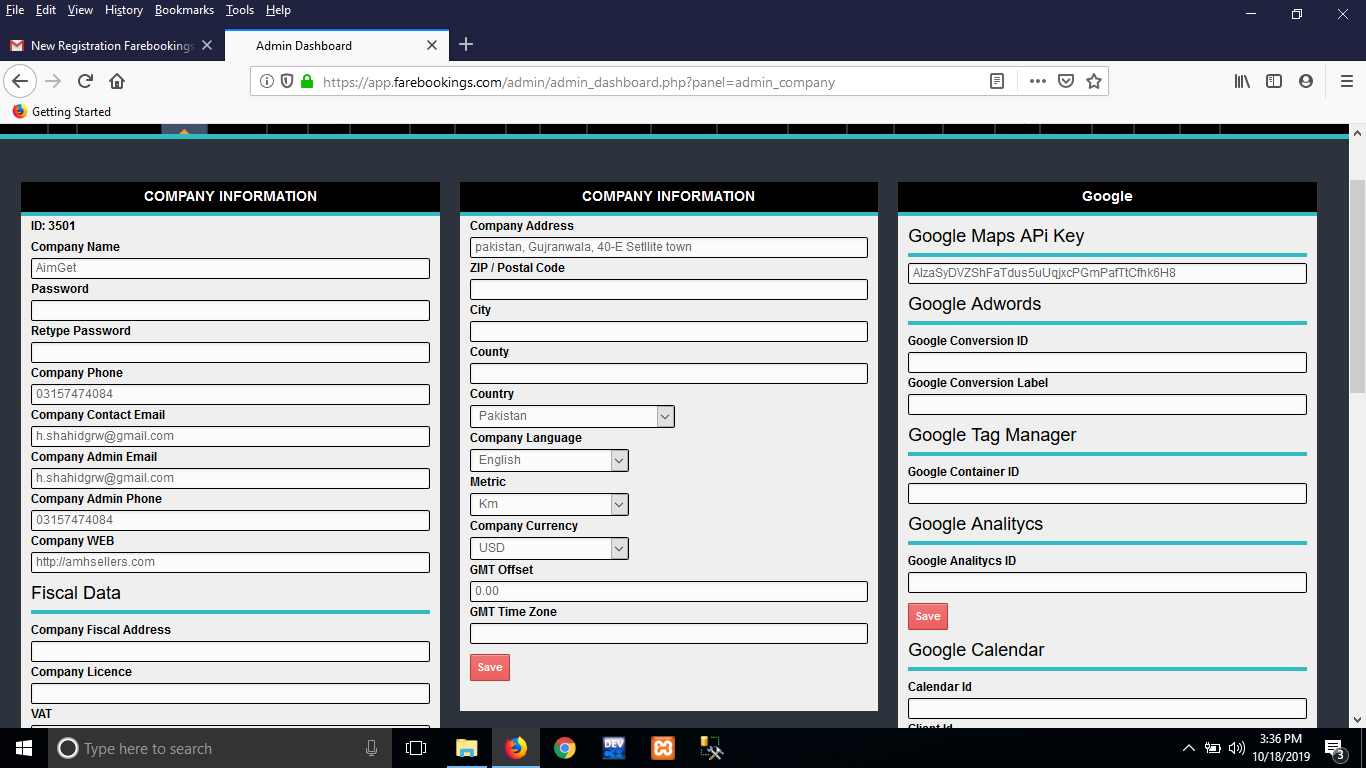 File Edit View History Bookmarks Tools Help
New Registration Farebookings
Admin Dashboard
https://app.farebookings.com/admin/admin_dashboard.php?panel=admin_company
Getting Started
COMPANY INFORMATION
ID: 3501
Company Name
AimGet
Password
Retype Password
Company Phone
03157474084
Company Contact Email
h.shahidgrw@gmail.com
Company Admin Email
h.shahidgrw@gmail.com
Company Admin Phone
03157474084
Company WEB
http://amhsellers.com
Fiscal Data
Company Fiscal Address
Company Licence
VAT
COMPANY INFORMATION
Company Address
pakistan, Gujranwala, 40-E Setllite town
ZIP / Postal Code
City
County
Country
Pakistan
Company Language
English
Metric
Km
Company Currency
USD
GMT Offset
0.00
GMT Time Zone
Save
Google
Google Maps APi Key
AIzaSyDVZShFaTdus5uUqjxcPGmPafTtCfhk6H8
Google Adwords
Google Conversion ID
Google Conversion Label
Google Tag Manager
Google Container ID
Google Analitycs
Google Analitycs ID
Save
Google Calendar
Calendar Id
Client Id
Type here to search
DEV
3:36 PM
10/18/2019
3